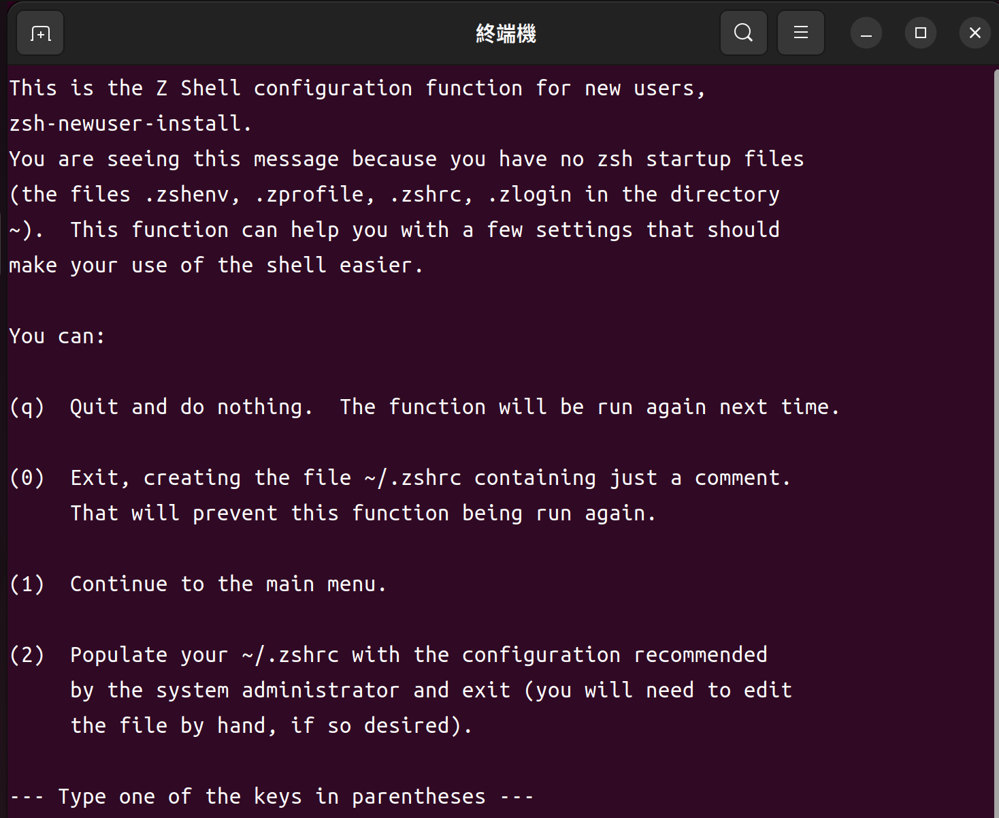 終端機
This is the Z Shell configuration function for new users,
zsh-newuser-install.
You are seeing this message because you have no zsh startup files
(the files .zshenv, .zprofile, .zshrc, .zlogin in the directory
~).  This function can help you with a few settings that should
make your use of the shell easier.
You can:
(q)  Quit and do nothing.  The function will be run again next time.
(0)  Exit, creating the file ~/.zshrc containing just a comment.
     That will prevent this function being run again.
(1)  Continue to the main menu.
(2)  Populate your ~/.zshrc with the configuration recommended
     by the system administrator and exit (you will need to edit
     the file by hand, if so desired).
--- Type one of the keys in parentheses ---